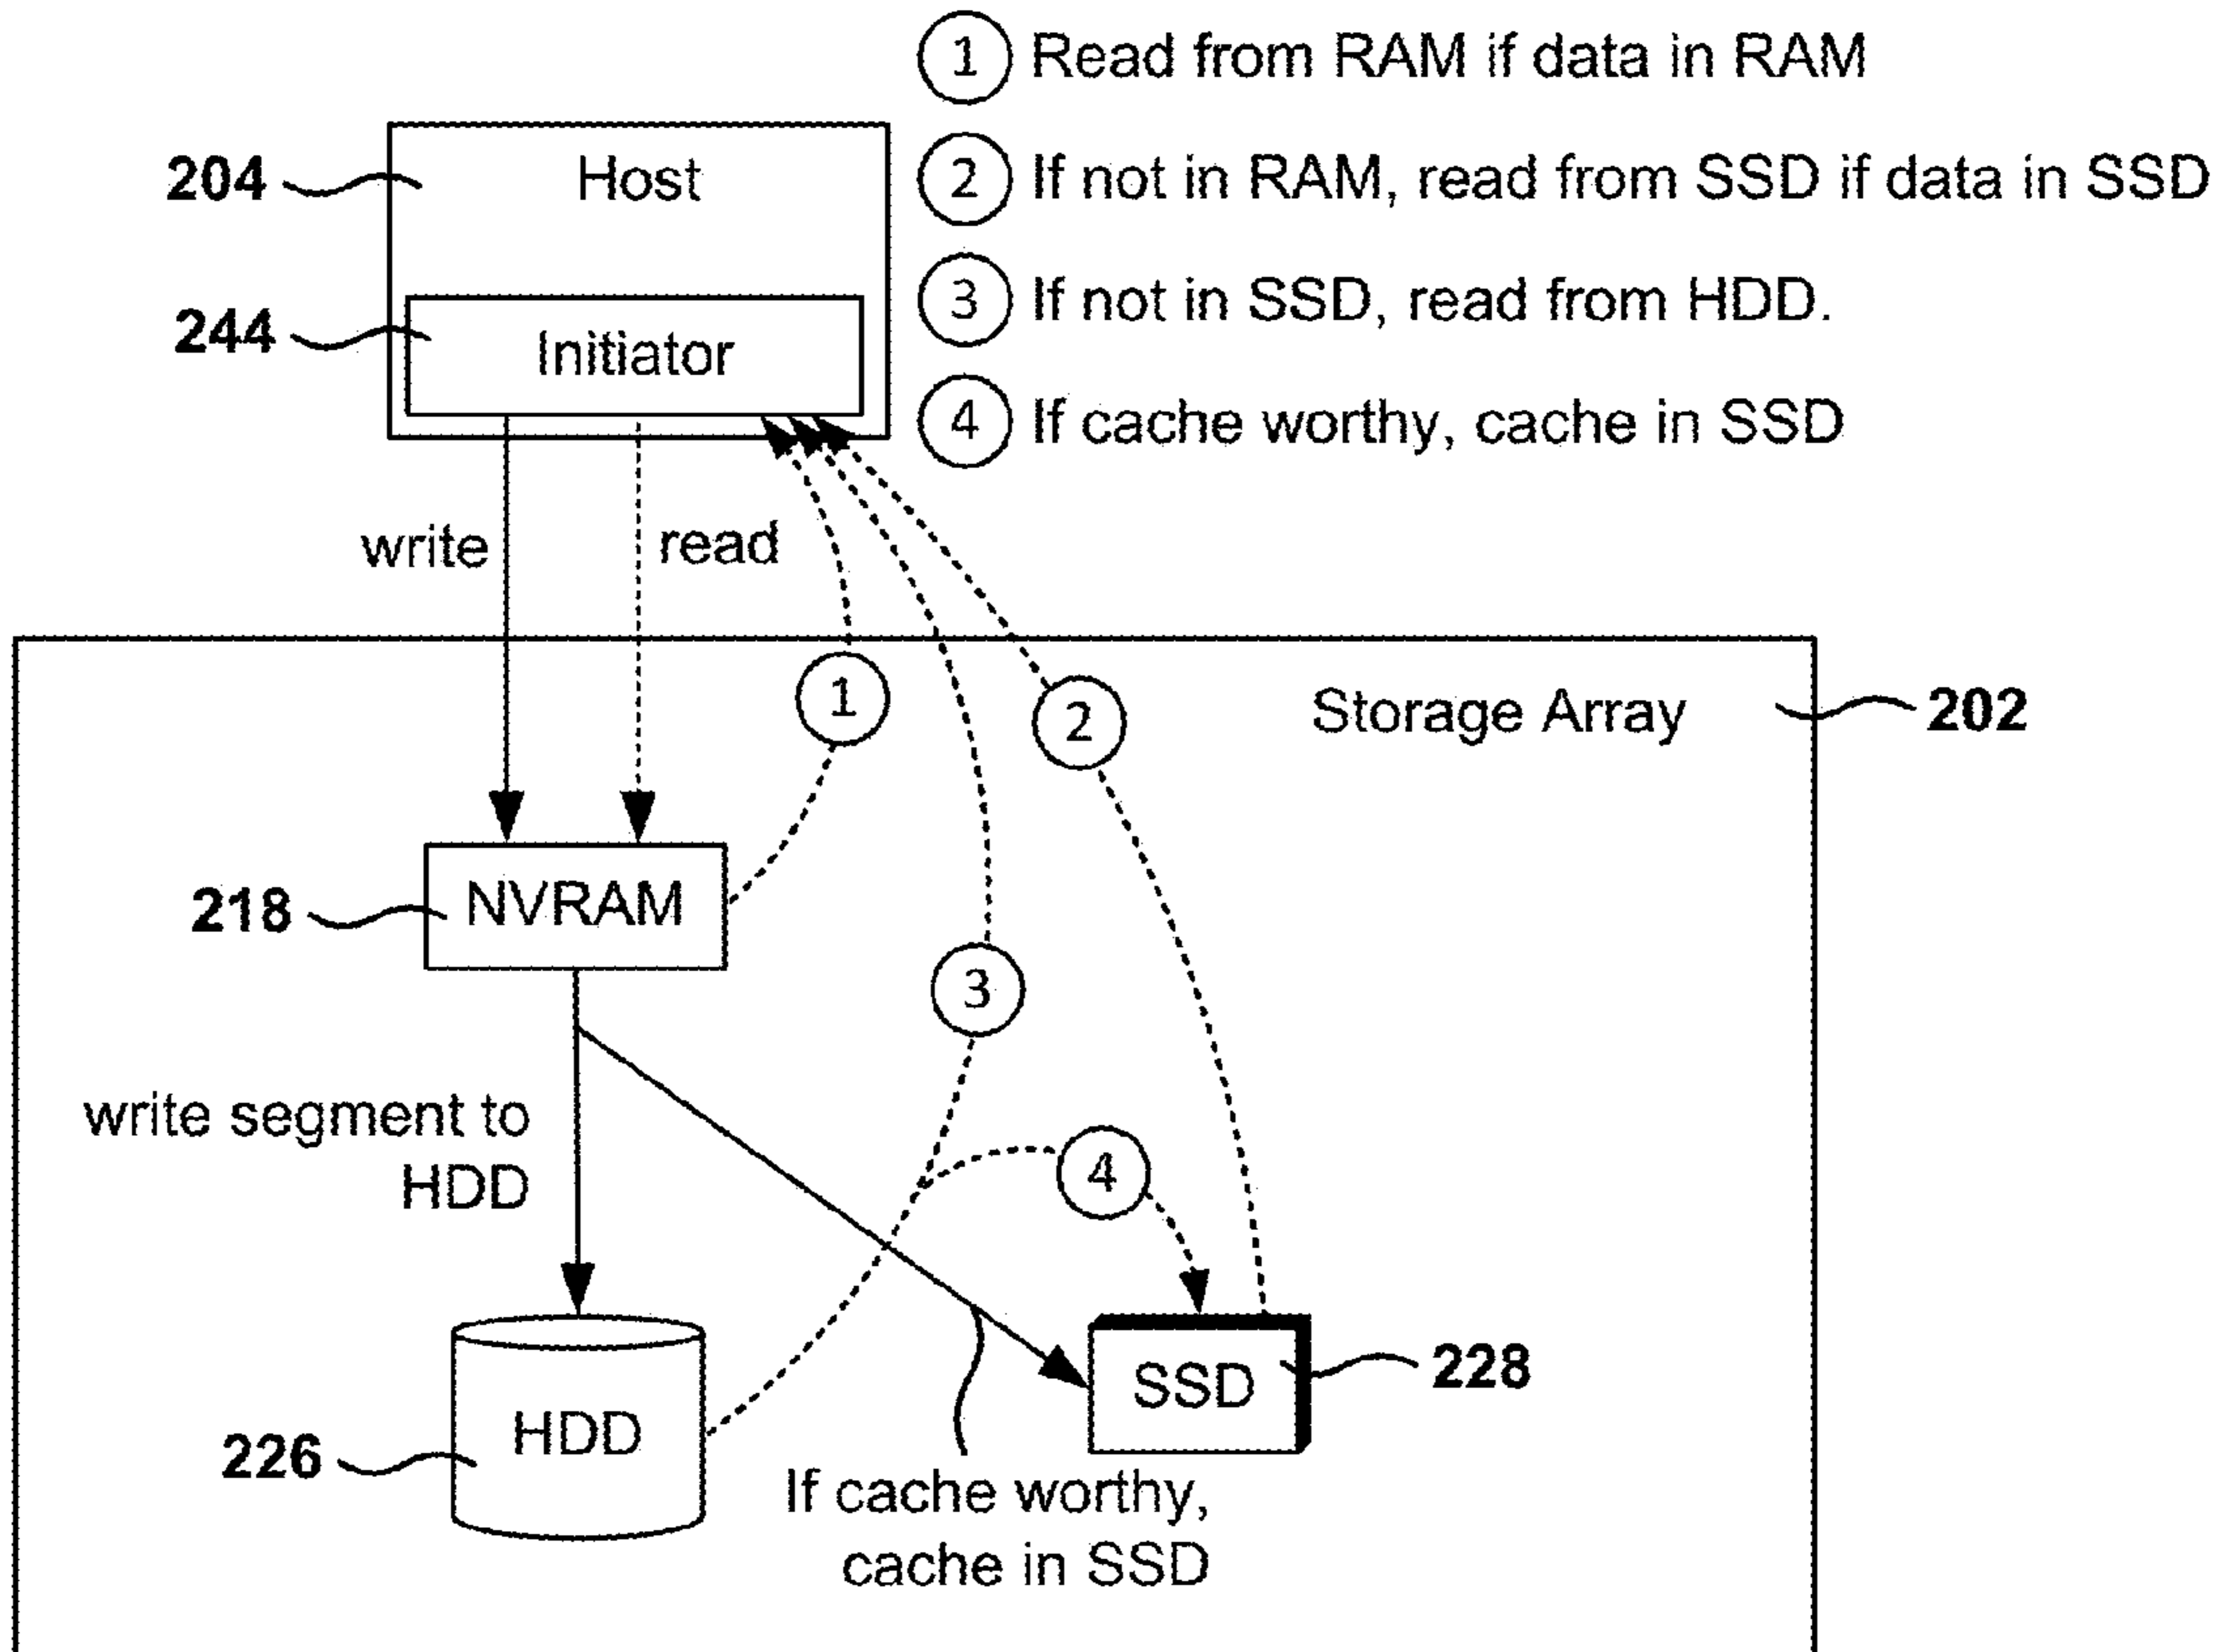 1 Read from RAM if data in RAM
204 Host
2 If not in RAM, read from SSD if data in SSD
3 If not in SSD, read from HDD.
244 Initiator
4 If cache worthy, cache in SSD
write
read
1
2
Storage Array
202
218 NVRAM
3
write segment to
HDD
4
226 HDD
SSD 228
If cache worthy,
cache in SSD